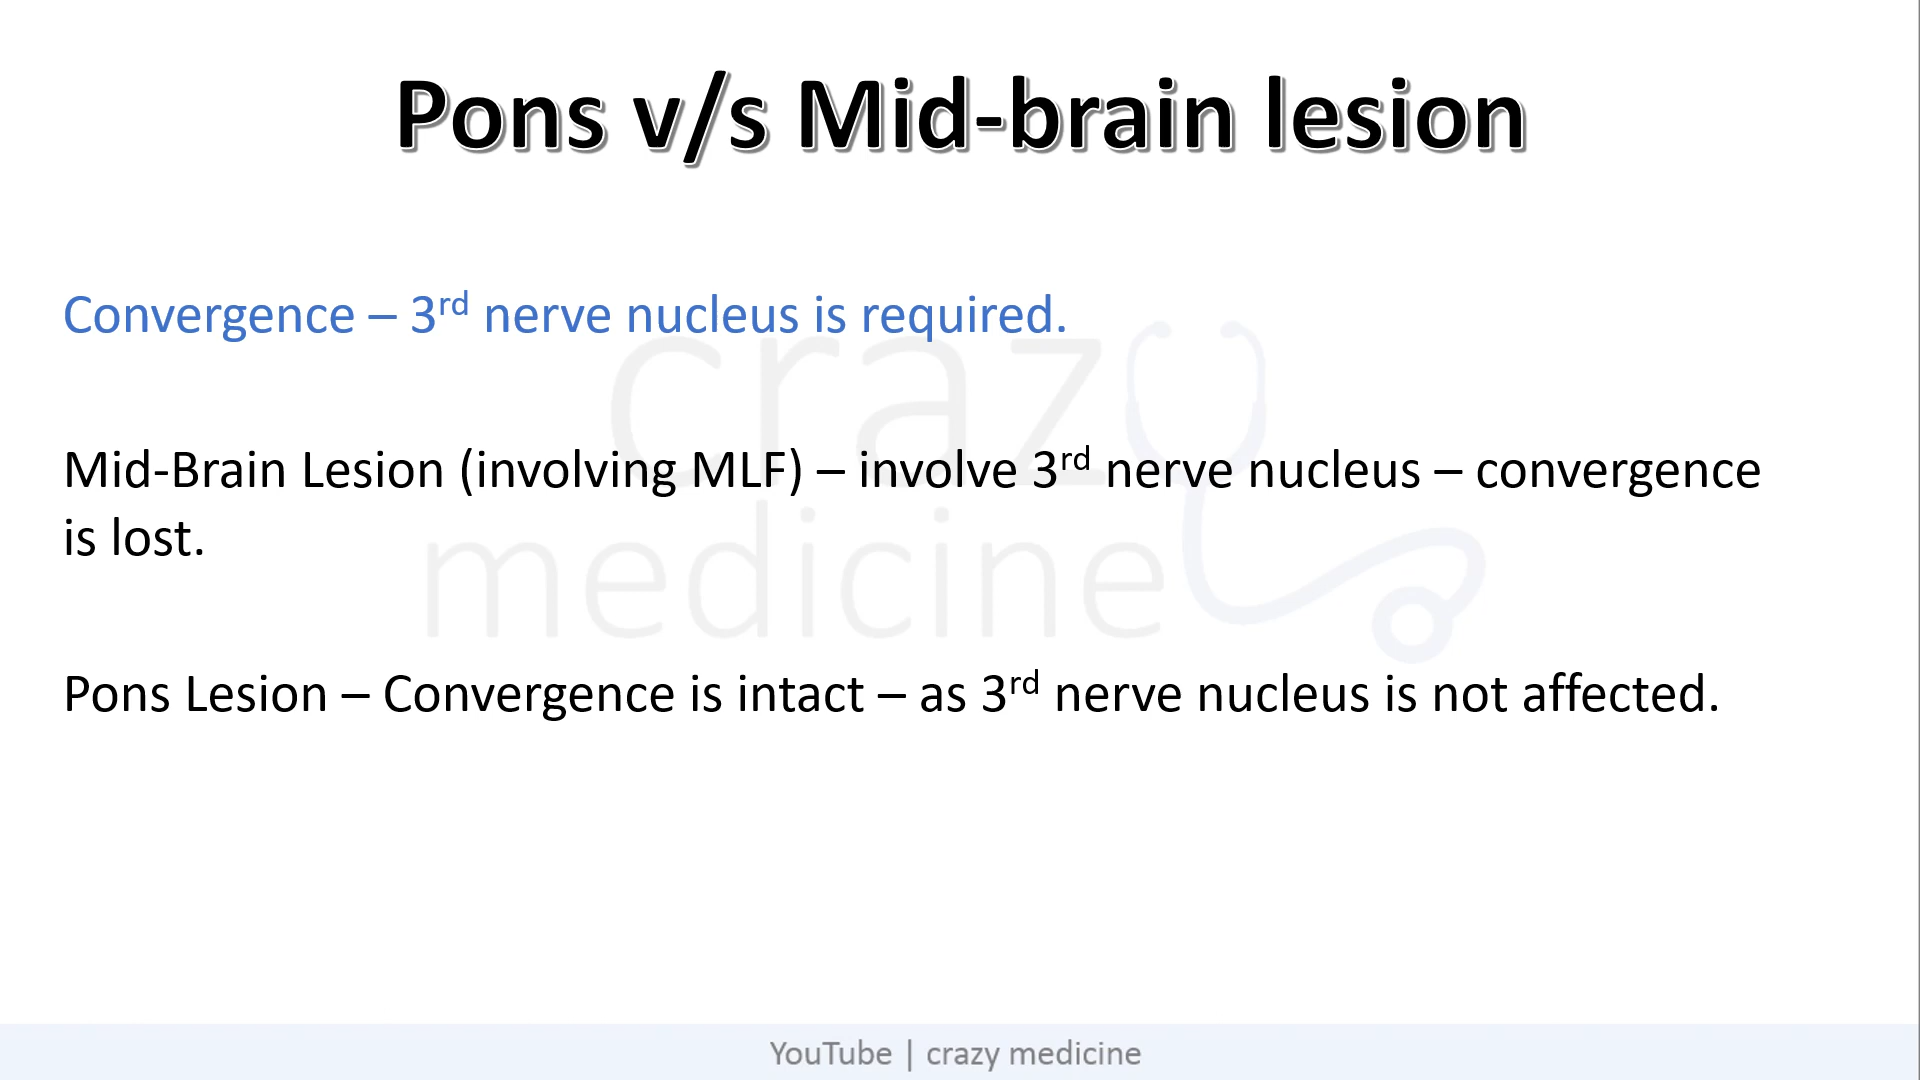 Pons v/s Mid-brain lesion
Convergence – 3rd nerve nucleus is required.
Mid-Brain Lesion (involving MLF) – involve 3rd nerve nucleus – convergence
is lost.
Pons Lesion – Convergence is intact – as 3rd nerve nucleus is not affected.
crazy
medicine
YouTube | crazy medicine